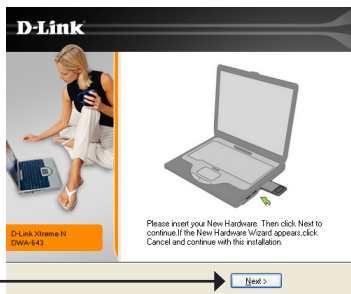 D-Link
Please insert your New Hardware. Then click Next to
continue.If the New Hardware Wizard appears,click
Cancel and continue with this installation.
D-Link Xtreme N
DWA-643
Next >